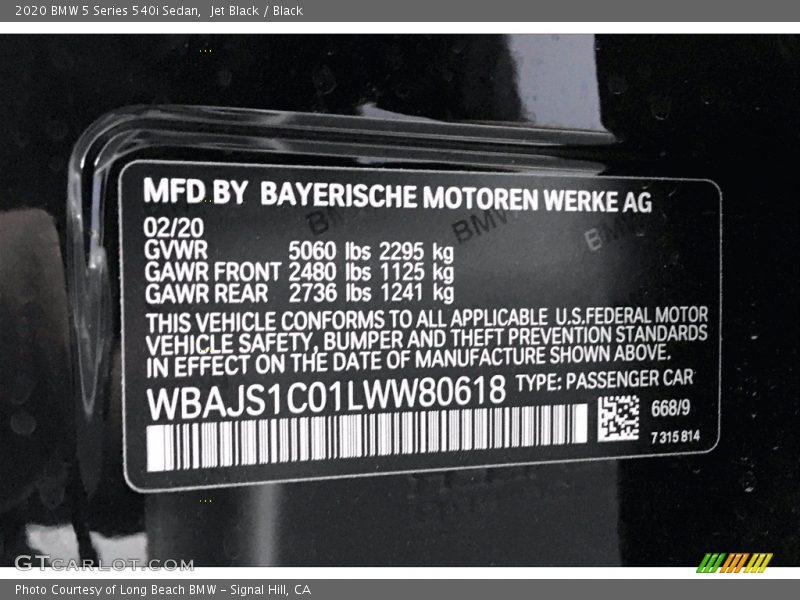 2020 BMW 5 Series 540i Sedan,  Jet Black / Black
MFD BY BAYERISCHE MOTOREN WERKE AG
02/20
GVWR 5060 lbs 2295 kg
GAWR FRONT 2480 lbs 1125 kg
GAWR REAR 2736 lbs 1241 kg
THIS VEHICLE CONFORMS TO ALL APPLICABLE U.S.FEDERAL MOTOR
VEHICLE SAFETY, BUMPER AND THEFT PREVENTION STANDARDS
IN EFFECT ON THE DATE OF MANUFACTURE SHOWN ABOVE.
WBAJS1C01LWW80618 TYPE: PASSENGER CAR
668/9
7 315 814
BMW BMW BMW
GTcarlot.com
Photo Courtesy of Long Beach BMW – Signal Hill, CA